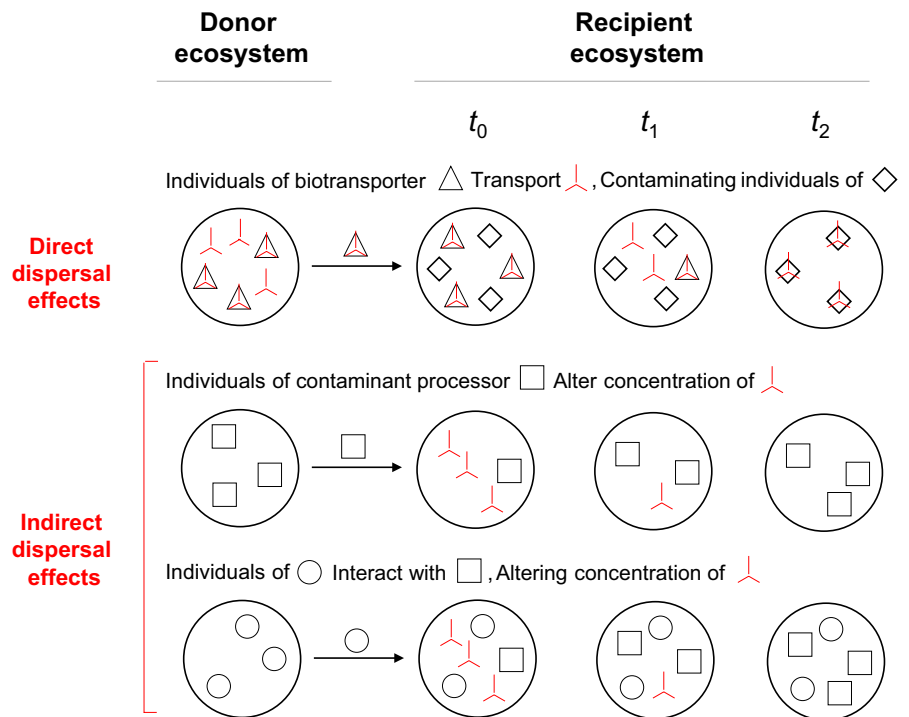 Donor
ecosystem
Recipient
ecosystem
t0
t1
t2
Individuals of biotransporter Transport , Contaminating individuals of
Direct
dispersal
effects
Individuals of contaminant processor Alter concentration of
Indirect
dispersal
effects
Individuals of Interact with , Altering concentration of